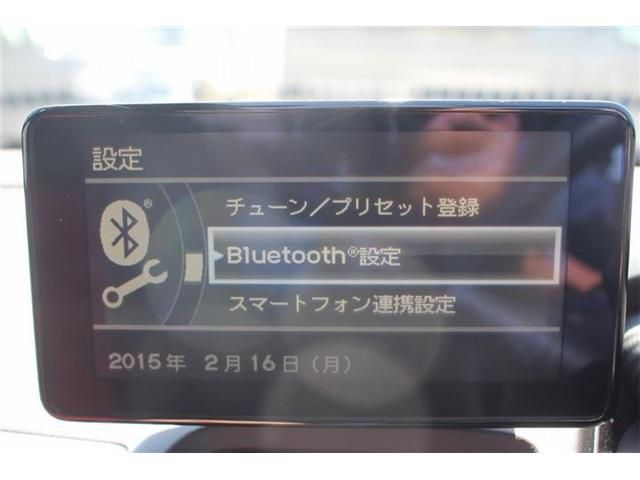 設定
チューン／プリセット登録
Bluetooth®設定
スマートフォン連携設定
2015年 2月16日（月）